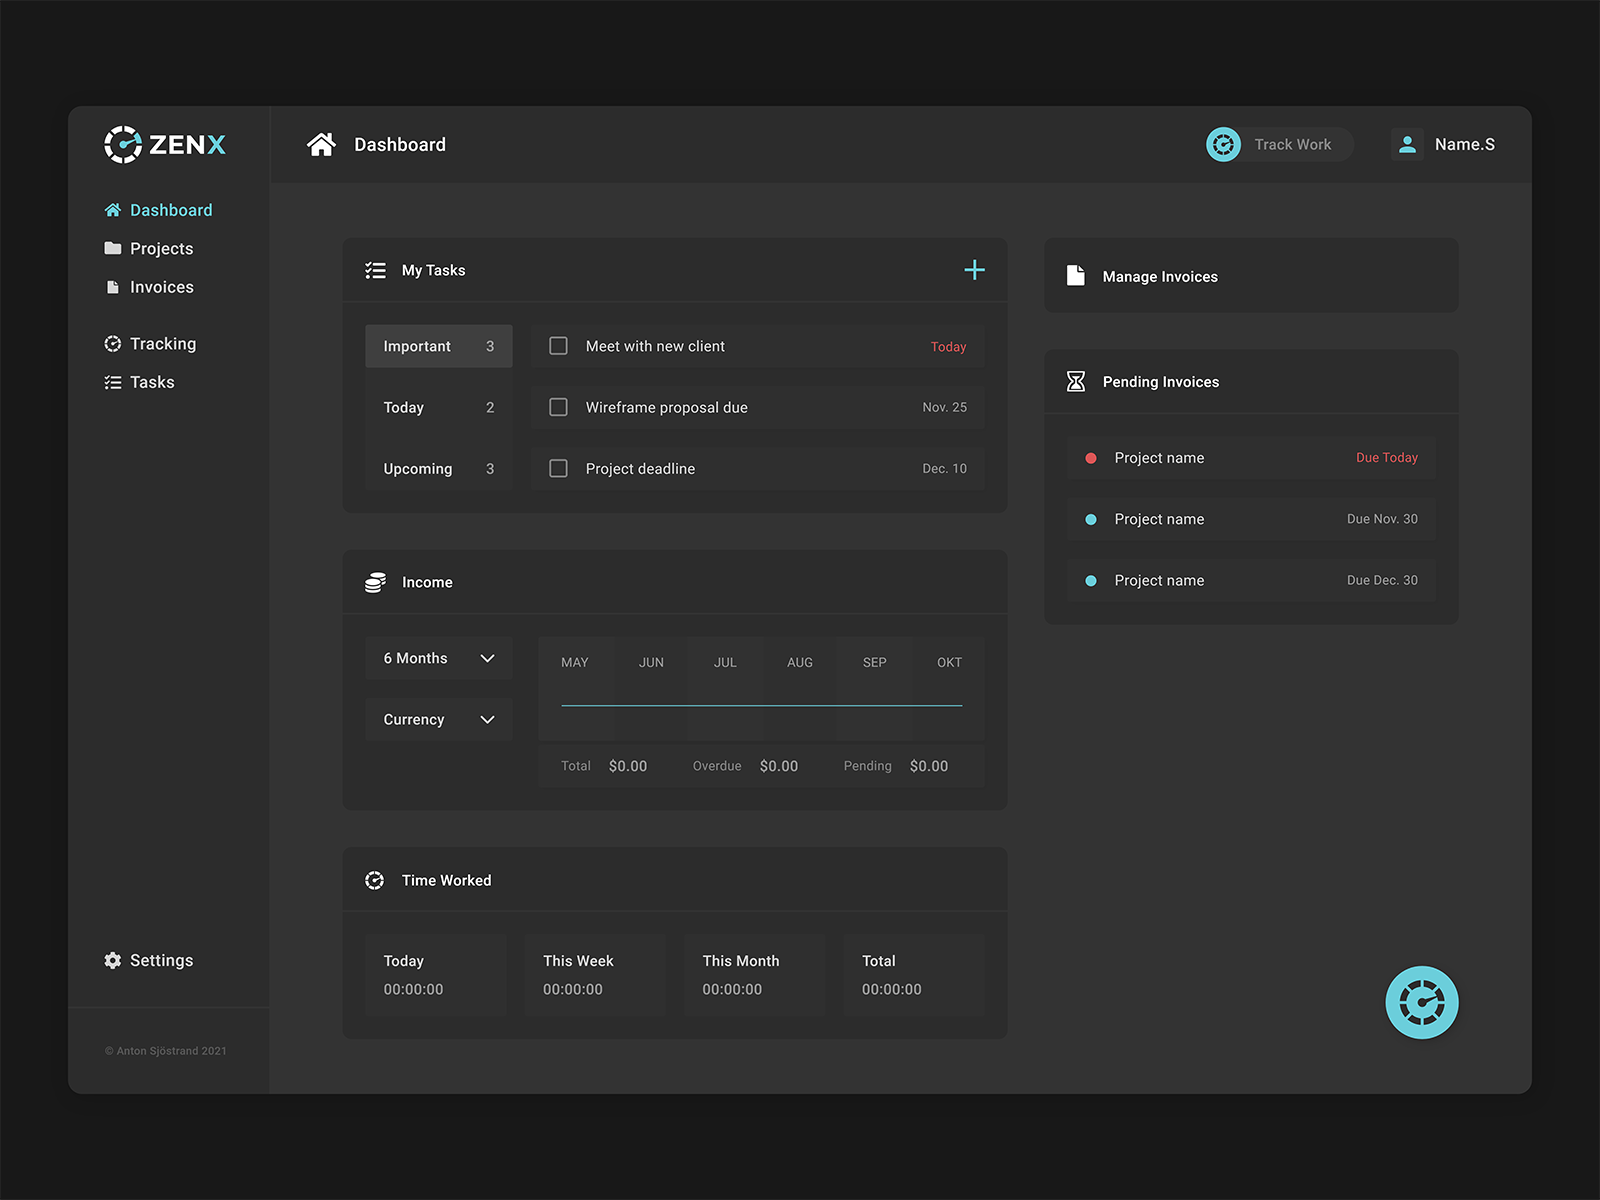 ZENX
Dashboard
Projects
Invoices
Tracking
Tasks
Settings
© Anton Sjöstrand 2021
Dashboard
Track Work
Name.S
My Tasks
Important 3
Today 2
Upcoming 3
Meet with new client Today
Wireframe proposal due Nov. 25
Project deadline Dec. 10
Income
6 Months
Currency
MAY JUN JUL AUG SEP OKT
Total $0.00 Overdue $0.00 Pending $0.00
Time Worked
Today
00:00:00
This Week
00:00:00
This Month
00:00:00
Total
00:00:00
Manage Invoices
Pending Invoices
Project name Due Today
Project name Due Nov. 30
Project name Due Dec. 30